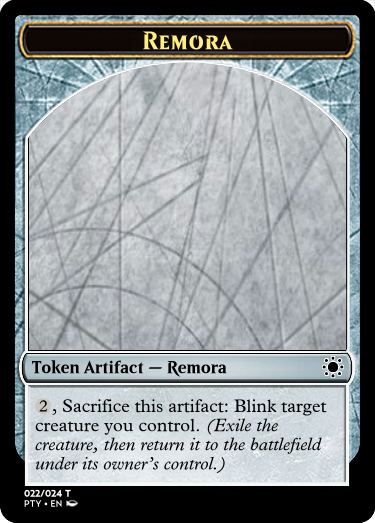 REMORA
Token Artifact — Remora
2, Sacrifice this artifact: Blink target
creature you control. (Exile the
creature, then return it to the battlefield
under its owner's control.)
022/024 T
PTY • EN